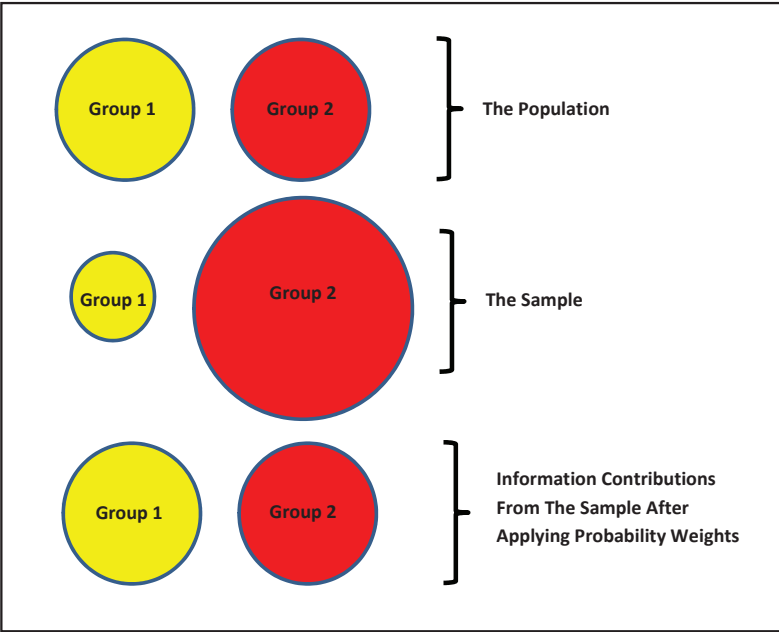 Group 1
Group 2
The Population
Group 1
Group 2
The Sample
Group 1
Group 2
Information Contributions
From The Sample After
Applying Probability Weights